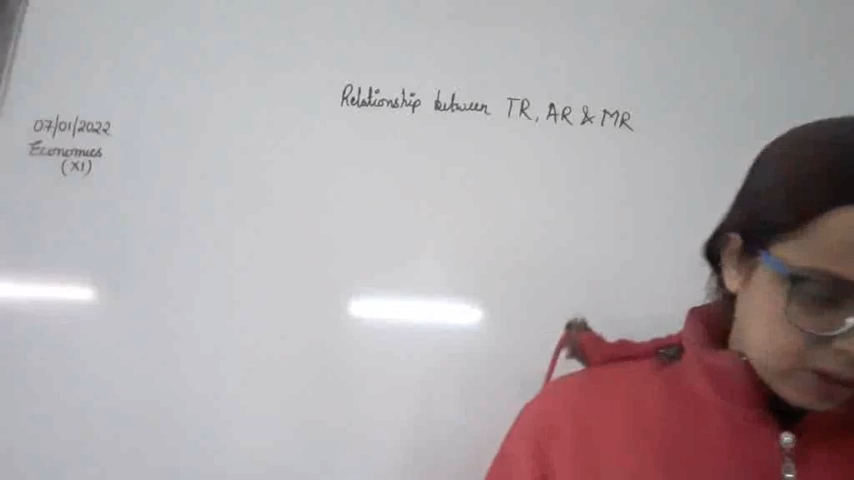 Relationship between TR, AR & MR
07/01/2022
Economics
(XI)